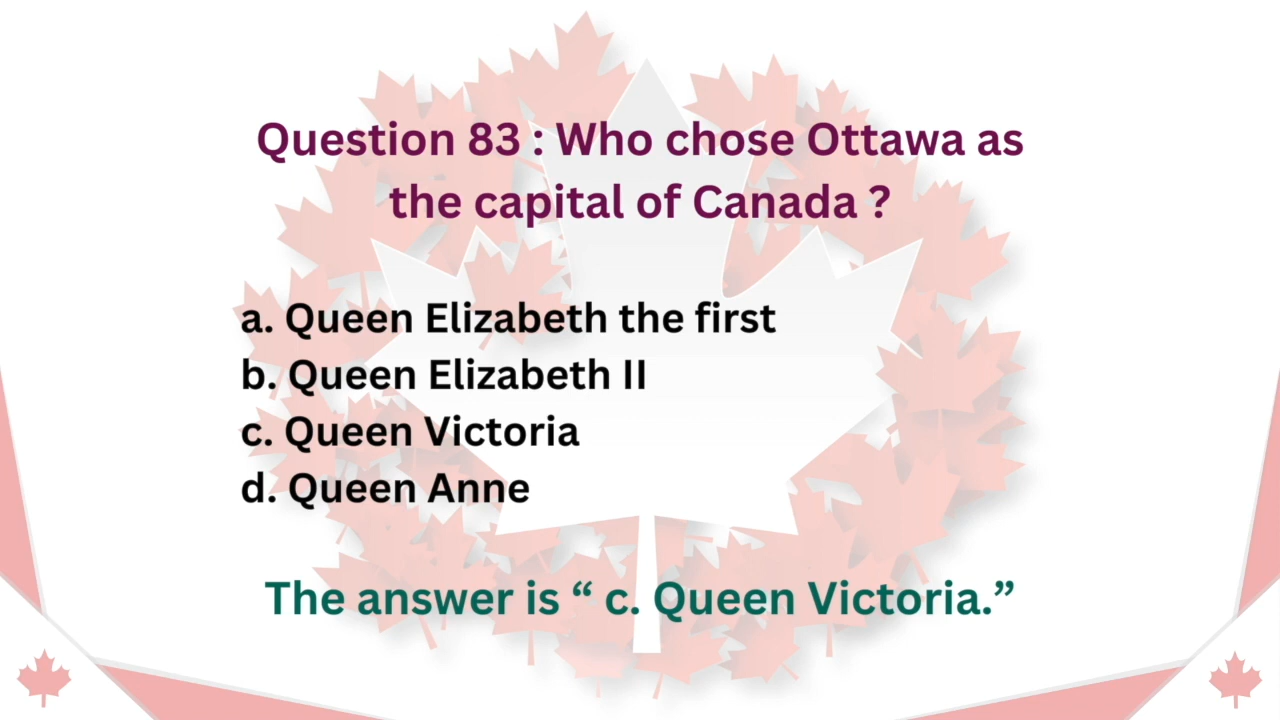 Question 83 : Who chose Ottawa as
the capital of Canada ?
a. Queen Elizabeth the first
b. Queen Elizabeth II
c. Queen Victoria
d. Queen Anne
The answer is “ c. Queen Victoria.”